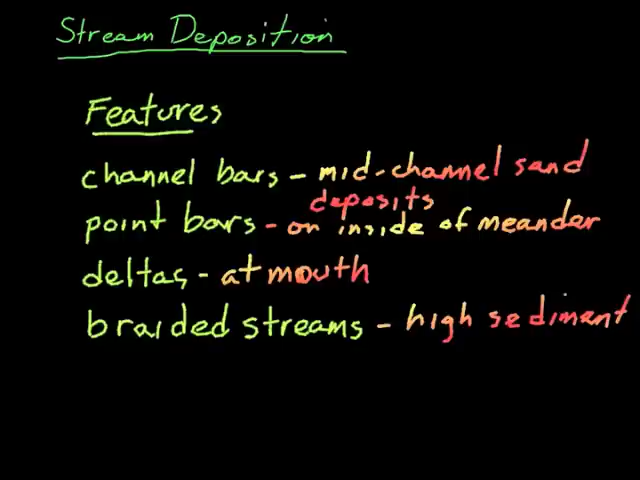 Stream Deposition
Features
channel bars - mid-channel sand
deposits
point bars - on inside of meander
deltas - at mouth
braided streams - high sediment